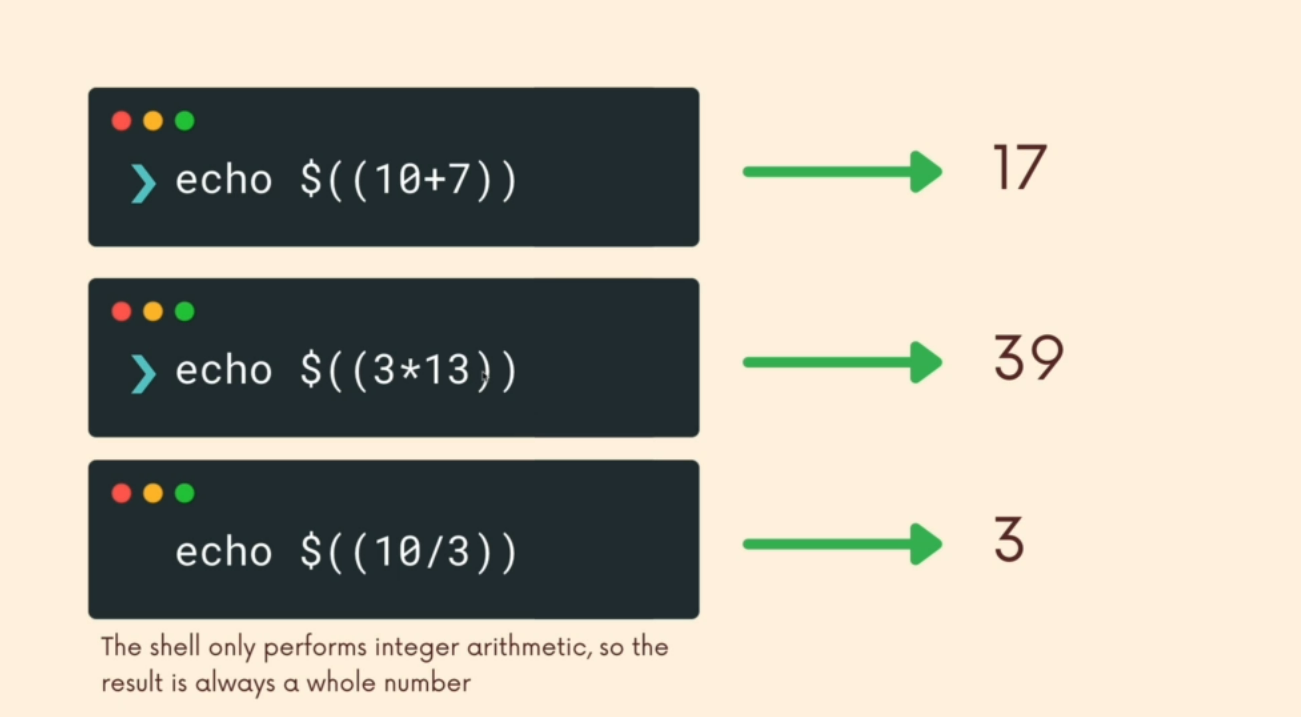 ❯ echo $((10+7))
17
❯ echo $((3*13))
39
echo $((10/3))
3
The shell only performs integer arithmetic, so the
result is always a whole number